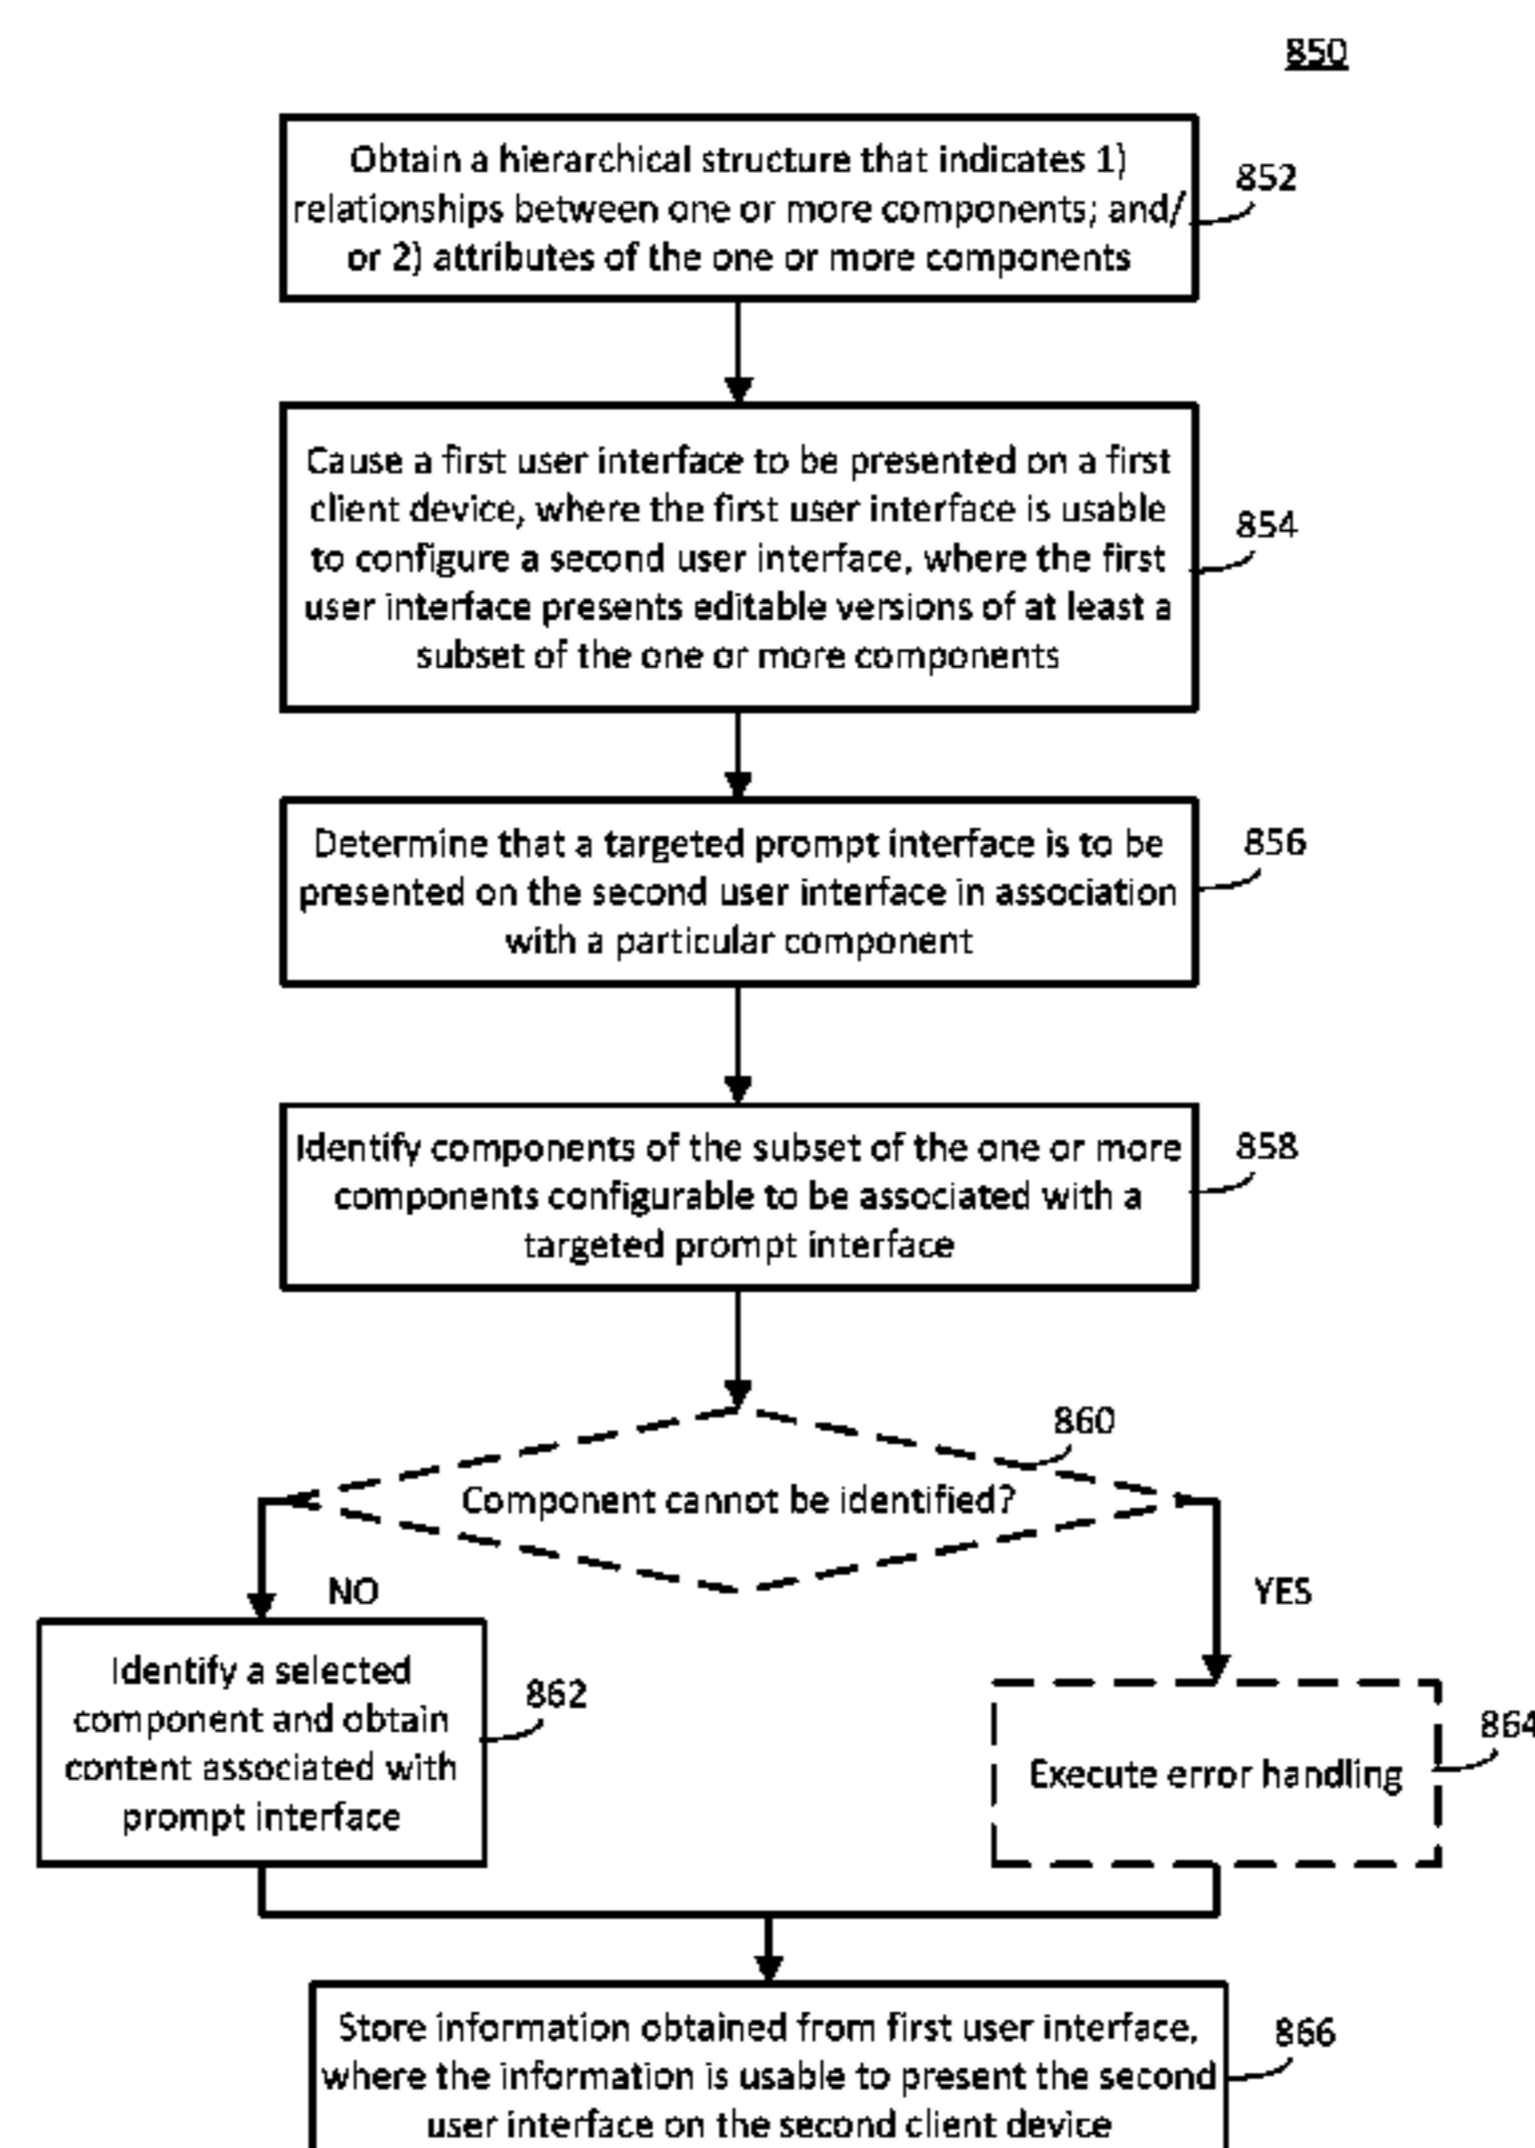 850
Obtain a hierarchical structure that indicates 1)
relationships between one or more components; and/
or 2) attributes of the one or more components
852
Cause a first user interface to be presented on a first
client device, where the first user interface is usable
to configure a second user interface, where the first
user interface presents editable versions of at least a
subset of the one or more components
854
Determine that a targeted prompt interface is to be
presented on the second user interface in association
with a particular component
856
Identify components of the subset of the one or more
components configurable to be associated with a
targeted prompt interface
858
860
Component cannot be identified?
NO
YES
Identify a selected
component and obtain
content associated with
prompt interface
862
Execute error handling
864
Store information obtained from first user interface,
where the information is usable to present the second
user interface on the second client device
866